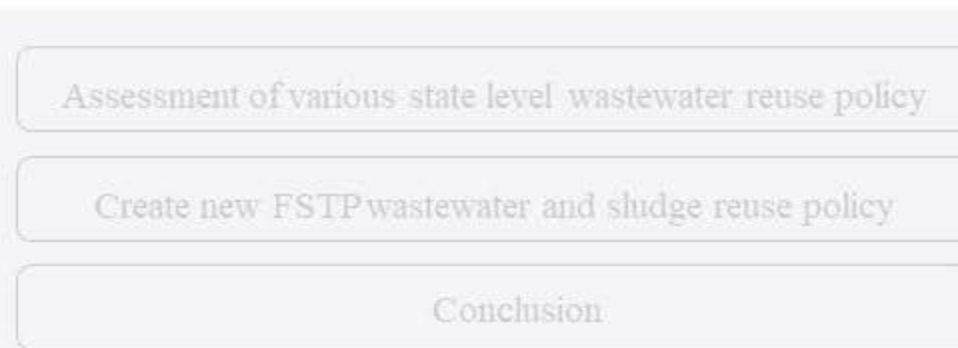 Assessment of various state level wastewater reuse policy
Create new FSTP wastewater and sludge reuse policy
Conclusion